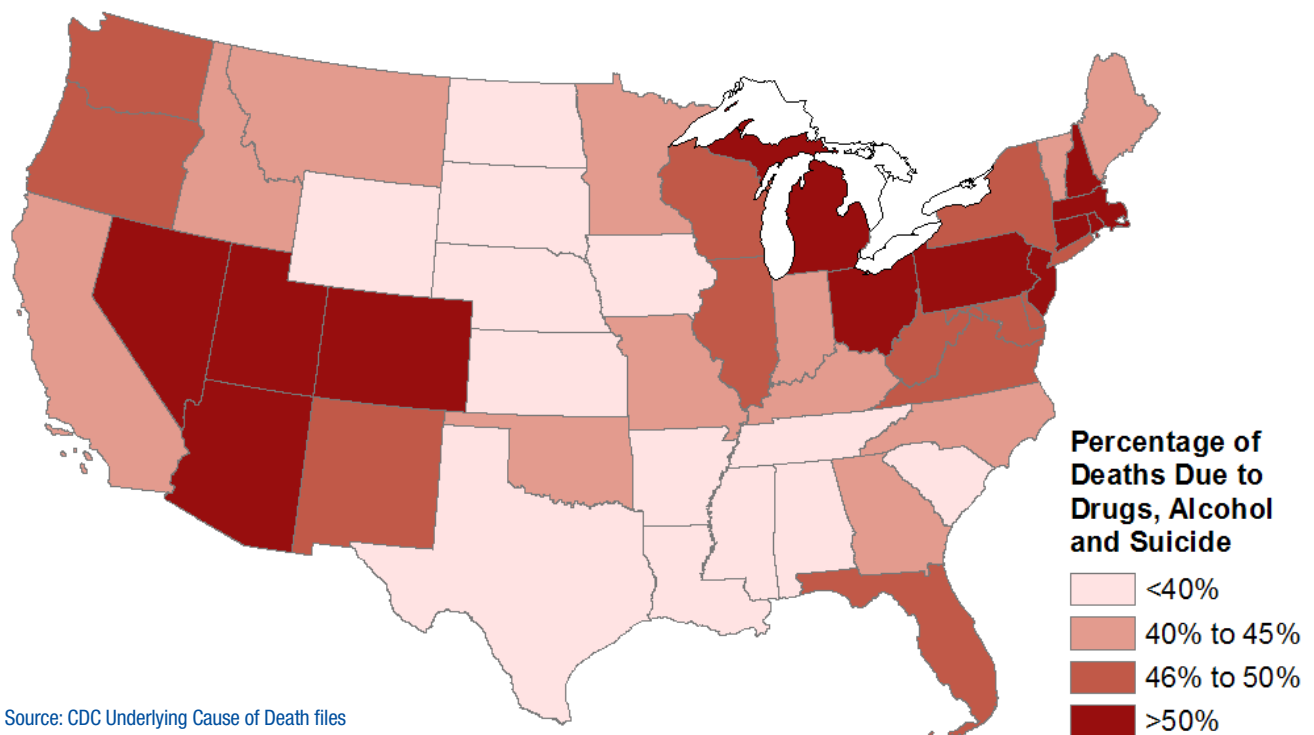 Percentage of
Deaths Due to
Drugs, Alcohol
and Suicide
<40%
40% to 45%
46% to 50%
>50%
Source: CDC Underlying Cause of Death files